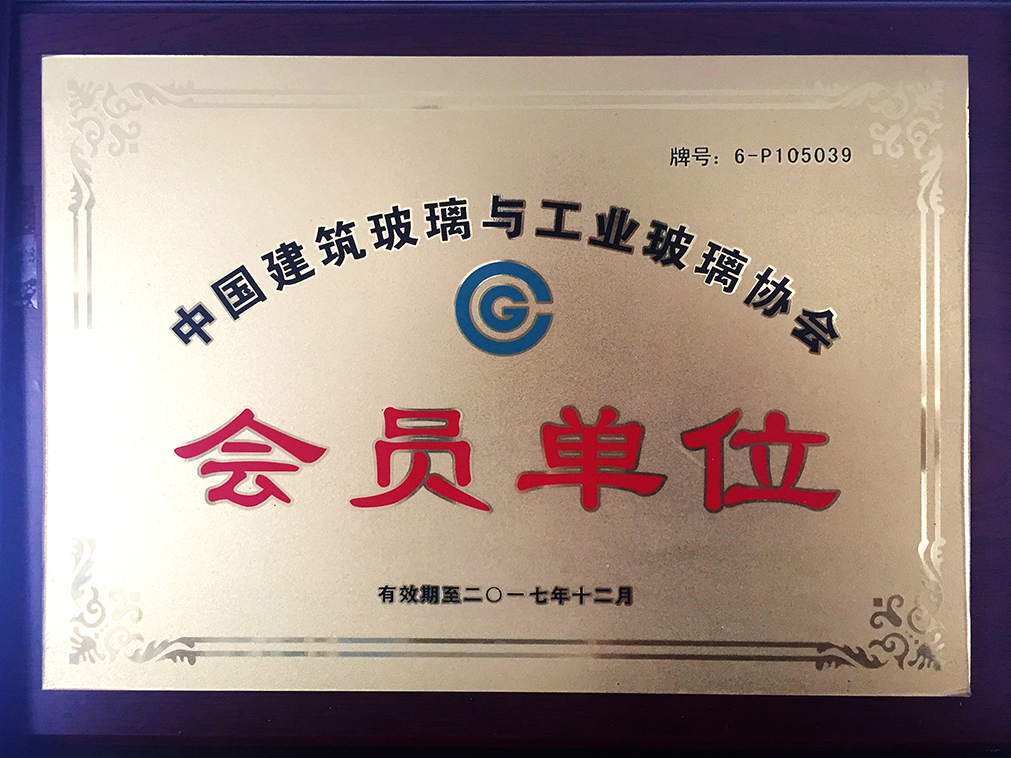 牌号：6-P105039
中国建筑玻璃与工业玻璃协会
CG
会员单位
有效期至二〇一七年十二月